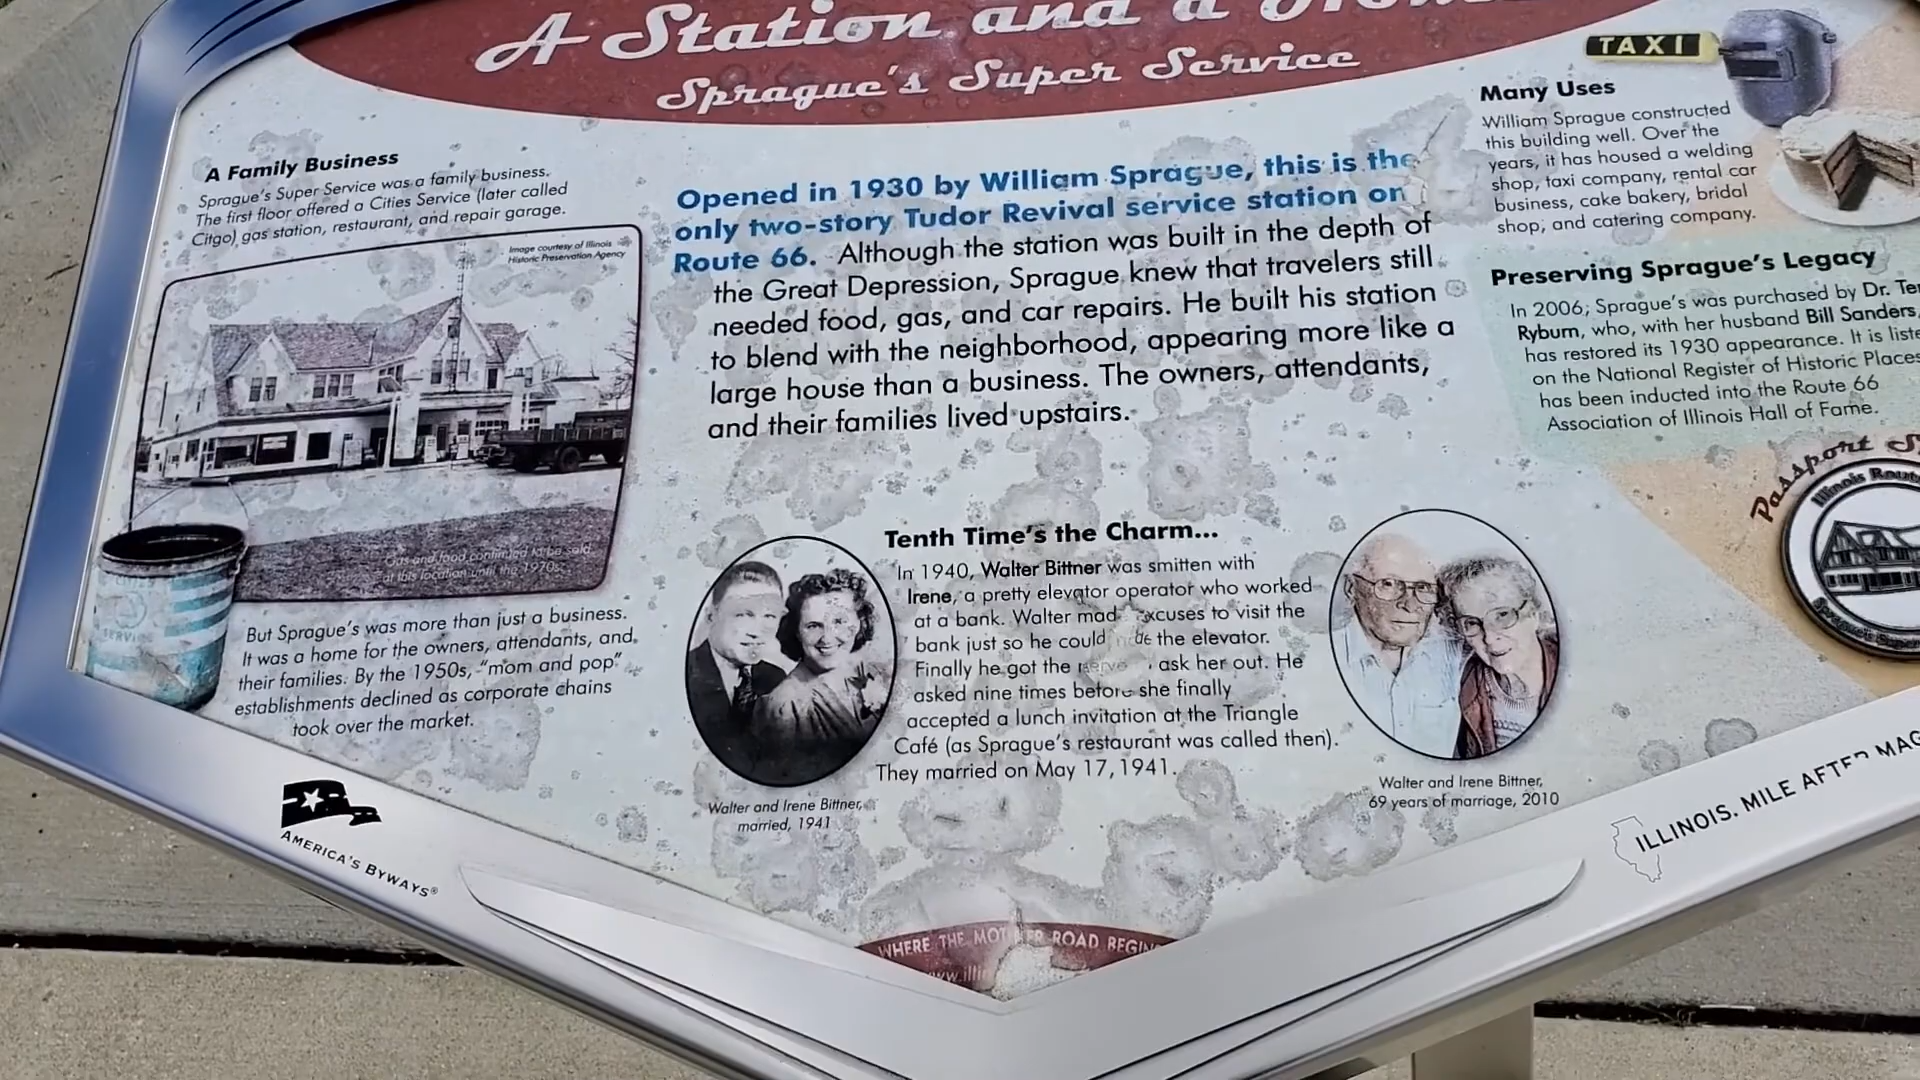 A Station and a Home
Sprague's Super Service
A Family Business
Sprague's Super Service was a family business.
The first floor offered a Cities Service (later called
Citgo) gas station, restaurant, and repair garage.
Image courtesy of Illinois
Historic Preservation Agency
Gas and food continued to be sold
at this location until the 1970s.
SERVICE
But Sprague's was more than just a business.
It was a home for the owners, attendants, and
their families. By the 1950s, "mom and pop"
establishments declined as corporate chains
took over the market.
Opened in 1930 by William Sprague, this is the
only two-story Tudor Revival service station on
Route 66. Although the station was built in the depth of
the Great Depression, Sprague knew that travelers still
needed food, gas, and car repairs. He built his station
to blend with the neighborhood, appearing more like a
large house than a business. The owners, attendants,
and their families lived upstairs.
Tenth Time's the Charm...
In 1940, Walter Bittner was smitten with
Irene, a pretty elevator operator who worked
at a bank. Walter mad xcuses to visit the
bank just so he could de the elevator.
Finally he got the nerve ask her out. He
asked nine times before she finally
accepted a lunch invitation at the Triangle
Café (as Sprague's restaurant was called then).
They married on May 17, 1941.
Walter and Irene Bittner,
married, 1941
Walter and Irene Bittner,
69 years of marriage, 2010
TAXI
Many Uses
William Sprague constructed
this building well. Over the
years, it has housed a welding
shop, taxi company, rental car
business, cake bakery, bridal
shop, and catering company.
Preserving Sprague's Legacy
In 2006, Sprague's was purchased by Dr. Ter
Ryburn, who, with her husband Bill Sanders,
has restored its 1930 appearance. It is liste
on the National Register of Historic Places
has been inducted into the Route 66
Association of Illinois Hall of Fame.
Passport S
Illinois Rout
Sprague's Super
AMERICA'S BYWAYS®
WHERE THE MOTHER ROAD BEGIN
www.illi
ILLINOIS. MILE AFTER MAG